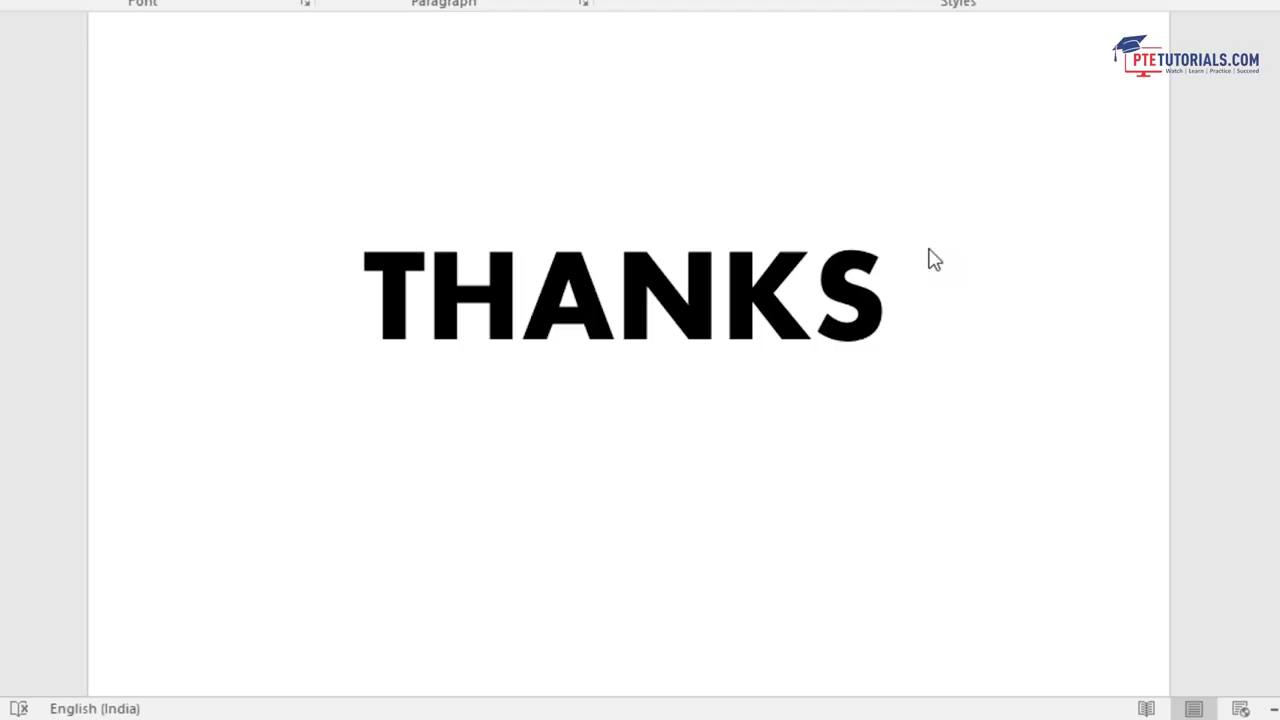 Font Paragraph Styles
PTETUTORIALS.COM
Watch | Learn | Practice | Succeed
THANKS
English (India)